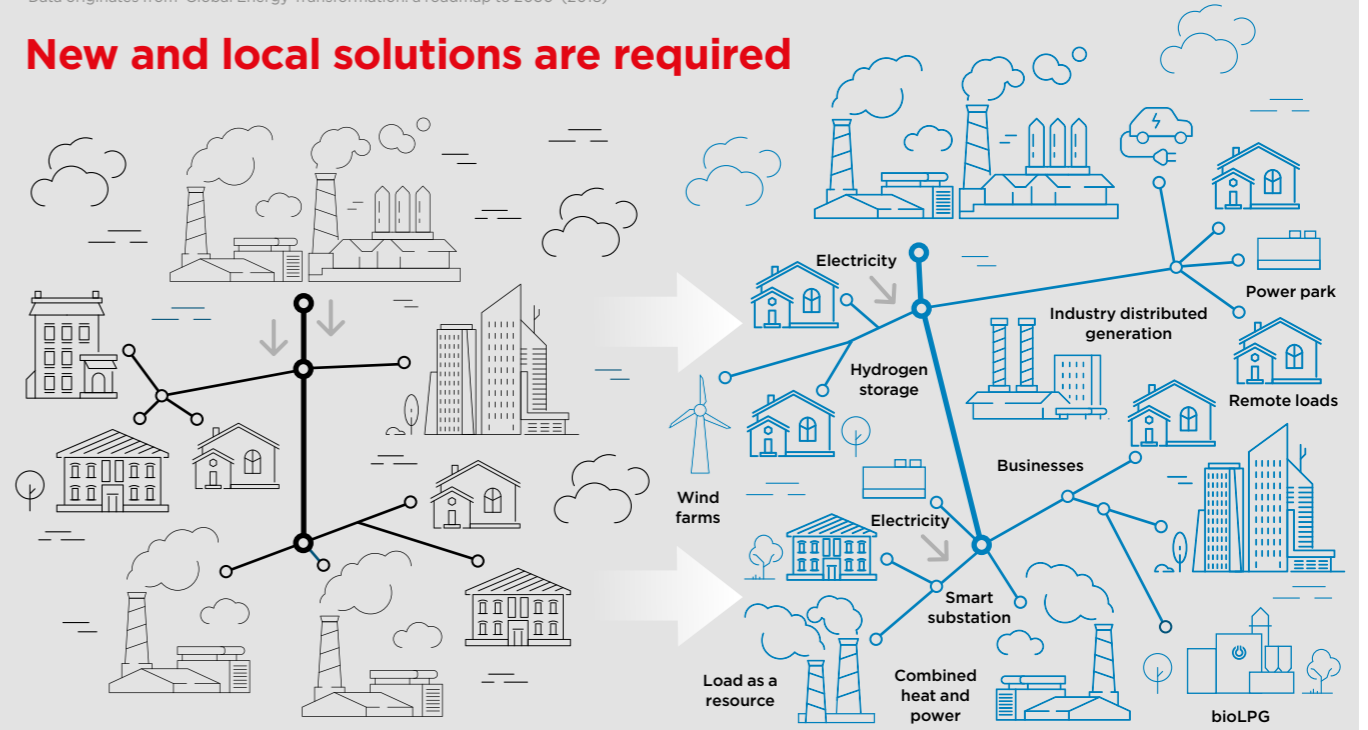 New and local solutions are required
Electricity
Power park
Industry distributed
generation
Hydrogen
storage
Remote loads
Businesses
Wind
farms
Electricity
Smart
substation
Load as a
resource
Combined
heat and
power
bioLPG